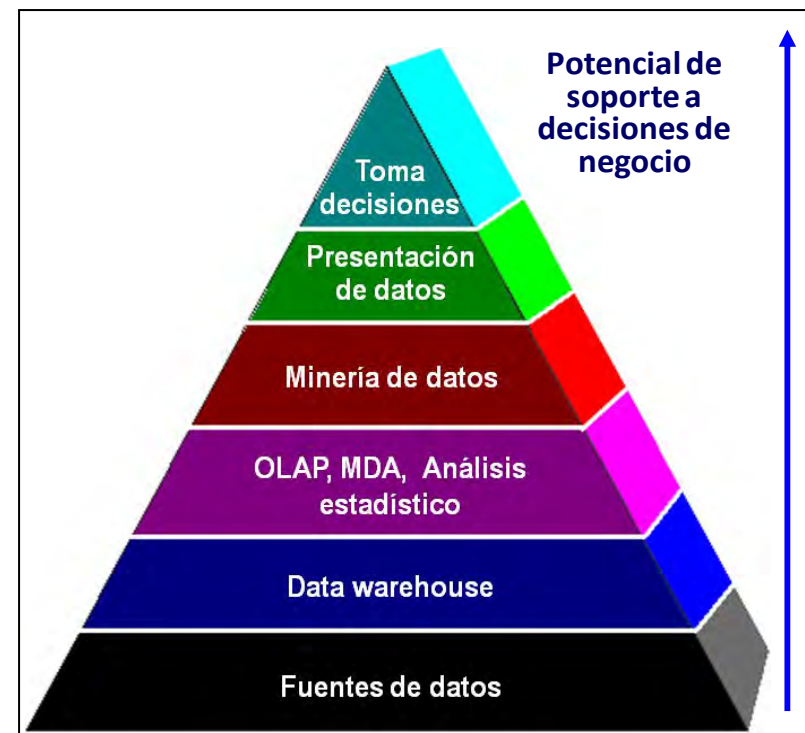 Potencial de
soporte a
decisiones de
negocio
Toma
decisiones
Presentación
de datos
Minería de datos
OLAP, MDA, Análisis
estadístico
Data warehouse
Fuentes de datos